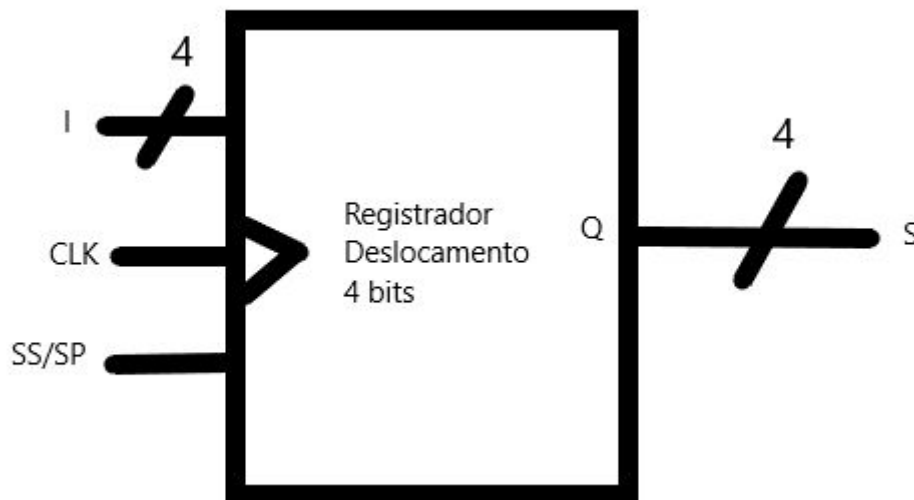 4
I
4
Registrador
Q
S
CLK
Deslocamento
4 bits
SS/SP